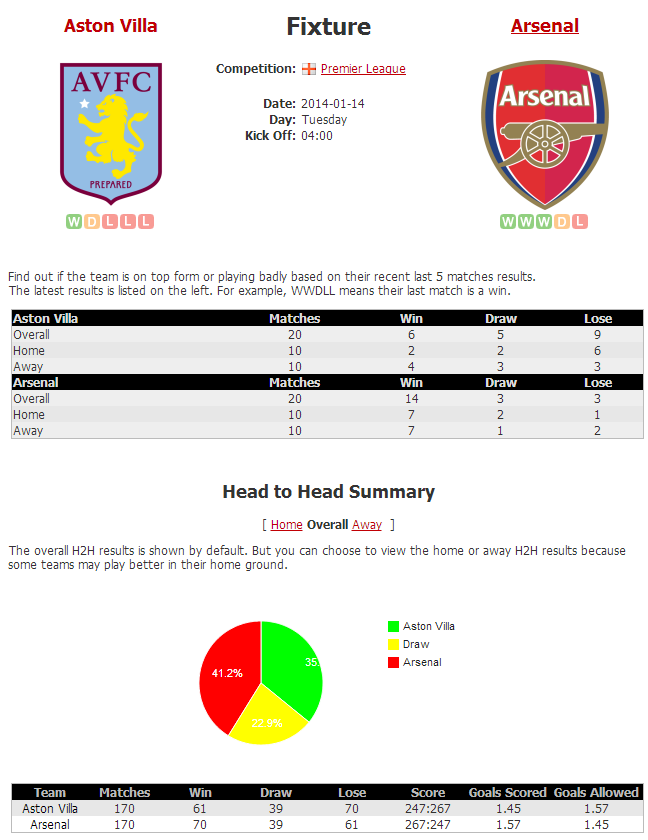 Aston Villa
Fixture
Arsenal
Competition: Premier League
Date: 2014-01-14
Day: Tuesday
Kick Off: 04:00
AVFC
PREPARED
Arsenal
W D L L L
W W W D L
Find out if the team is on top form or playing badly based on their recent last 5 matches results.
The latest results is listed on the left. For example, WWDLL means their last match is a win.
Aston Villa Matches Win Draw Lose
Overall 20 6 5 9
Home 10 2 2 6
Away 10 4 3 3
Arsenal Matches Win Draw Lose
Overall 20 14 3 3
Home 10 7 2 1
Away 10 7 1 2
Head to Head Summary
[ Home Overall Away ]
The overall H2H results is shown by default. But you can choose to view the home or away H2H results because
some teams may play better in their home ground.
Aston Villa
Draw
Arsenal
35.
41.2%
22.9%
Team Matches Win Draw Lose Score Goals Scored Goals Allowed
Aston Villa 170 61 39 70 247:267 1.45 1.57
Arsenal 170 70 39 61 267:247 1.57 1.45